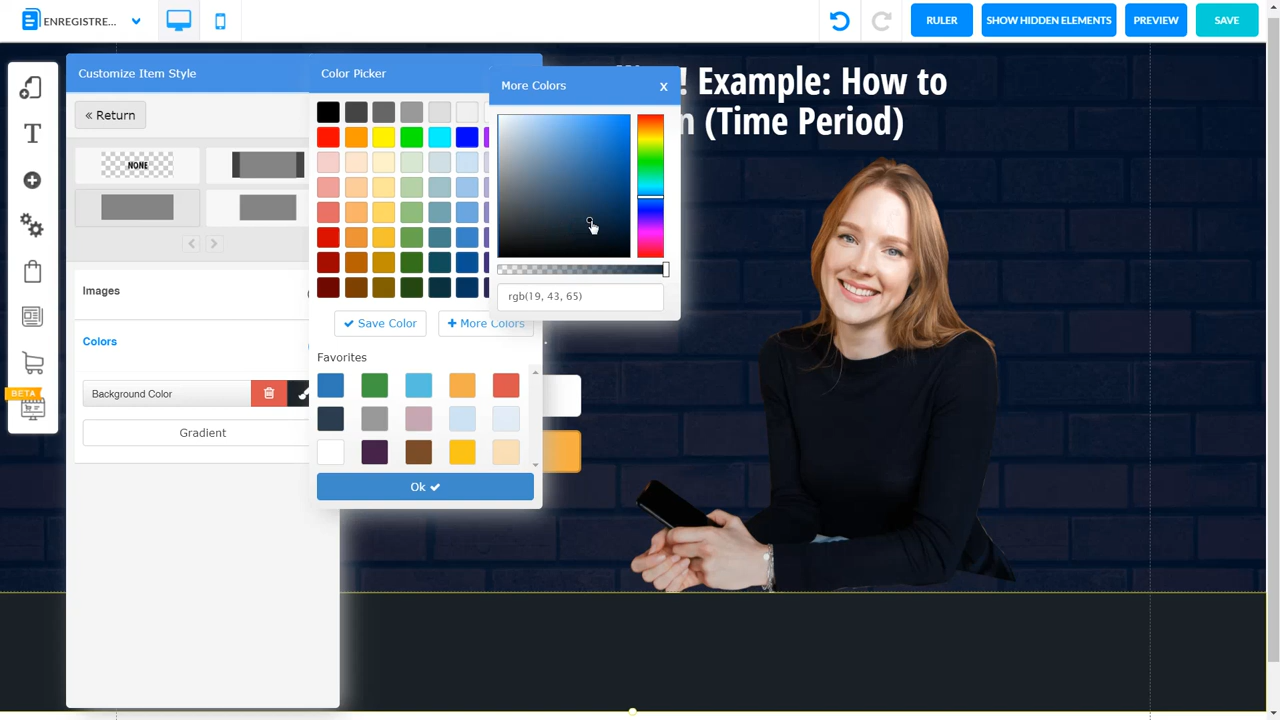 ENREGISTRE...
RULER
SHOW HIDDEN ELEMENTS
PREVIEW
SAVE
Customize Item Style
Color Picker
More Colors
X
! Example: How to
(Time Period)
« Return
NONE
Images
Colors
rgb(19, 43, 65)
Save Color
+ More Colors
Favorites
Background Color
BETA
Gradient
Ok